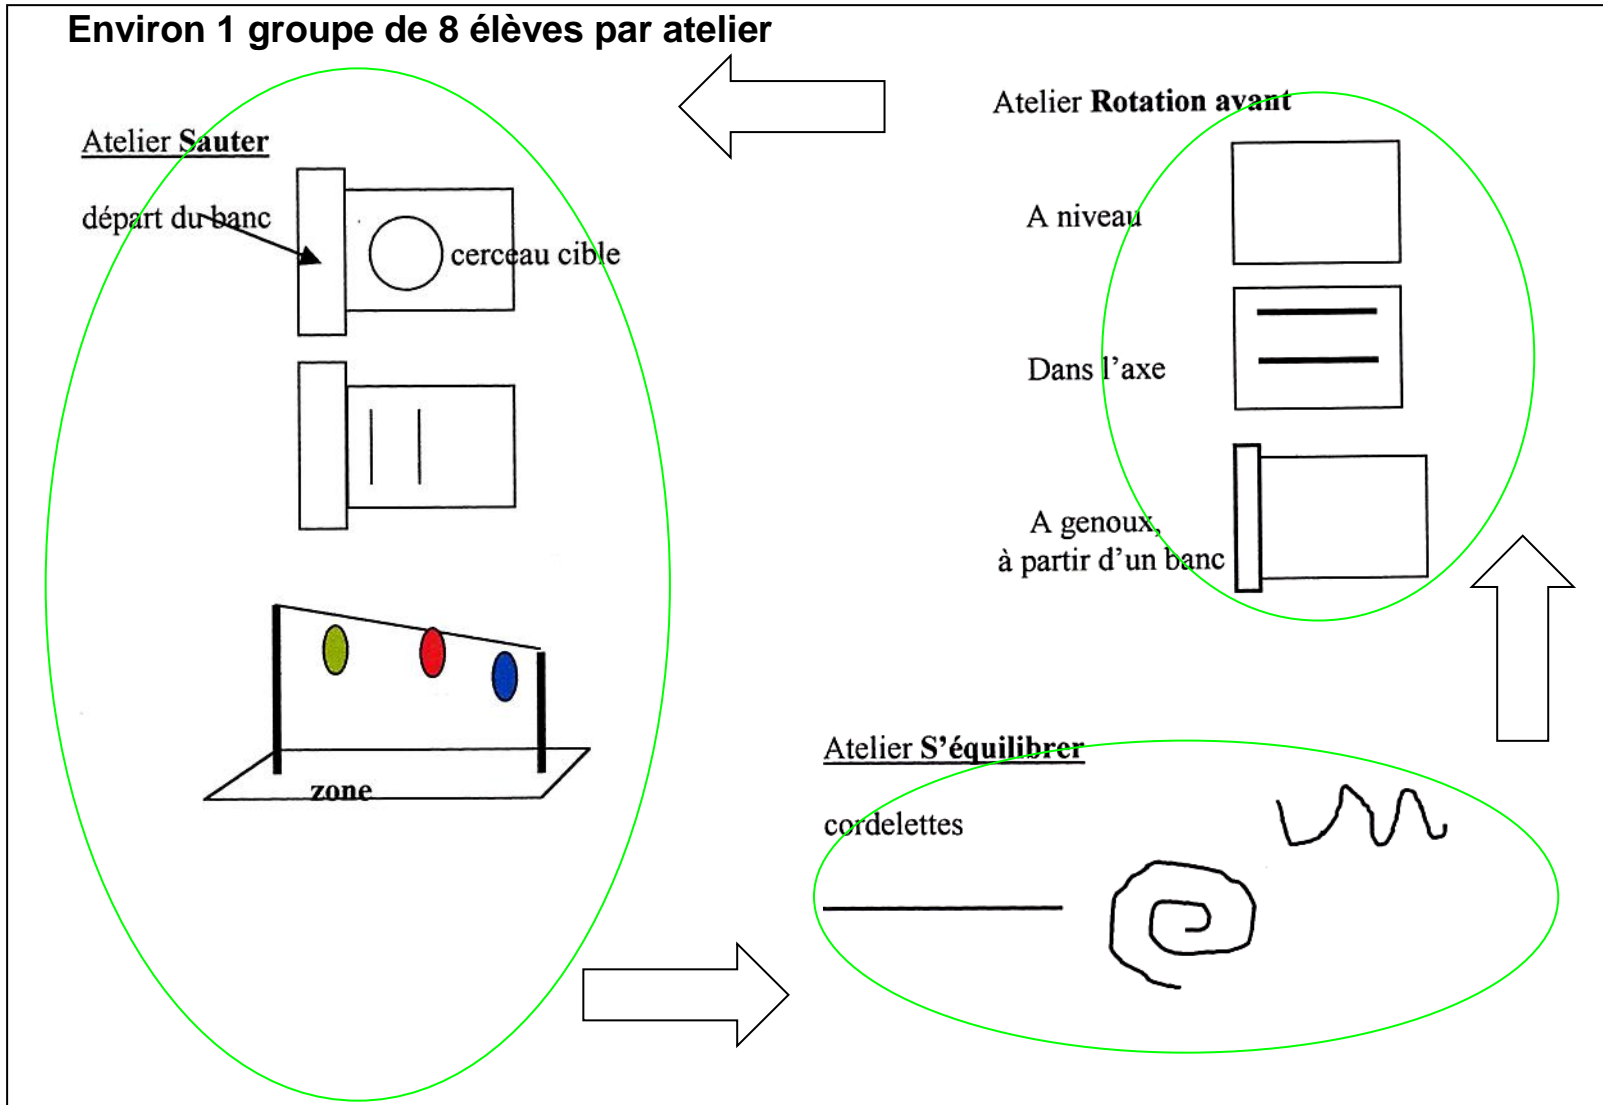 Environ 1 groupe de 8 élèves par atelier
Atelier Sauter
départ du banc
cerceau cible
zone
Atelier Rotation avant
A niveau
Dans l'axe
A genoux,
à partir d'un banc
Atelier S'équilibrer
cordelettes